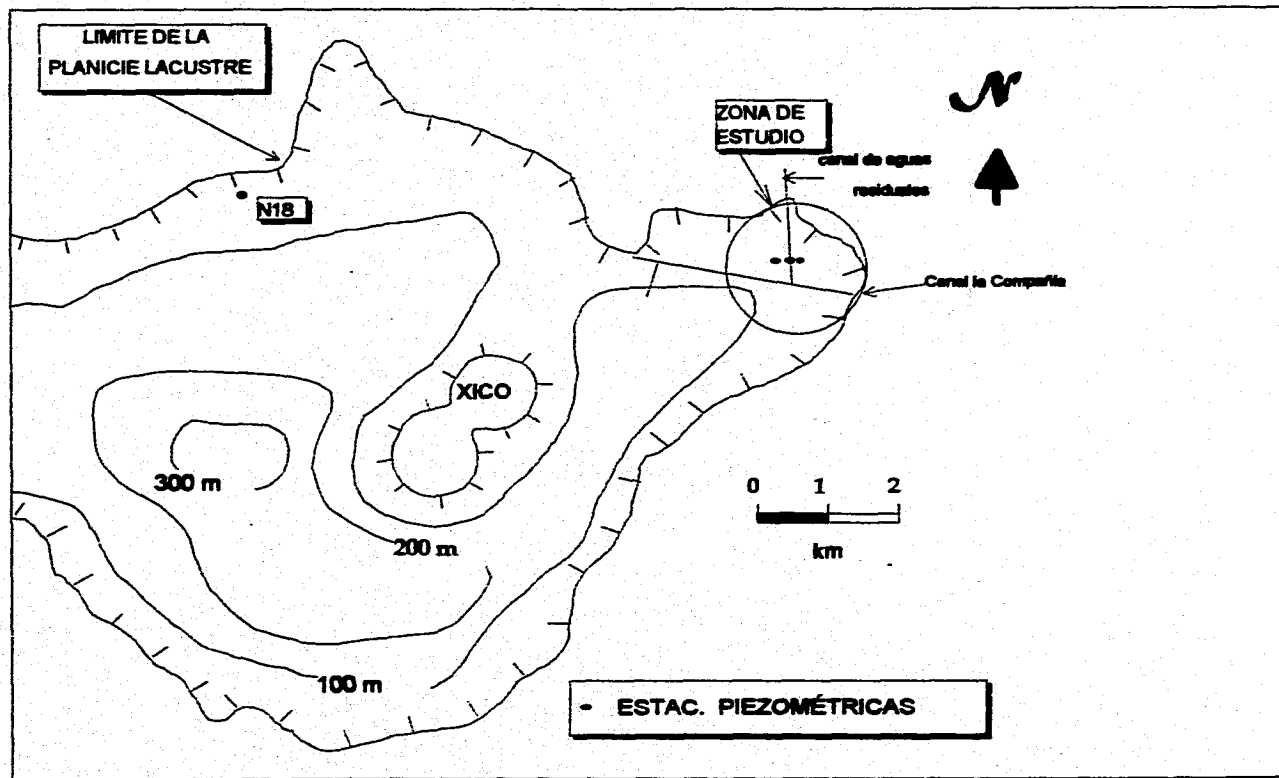 LIMITE DE LA
PLANICIE LACUSTRE
N
ZONA DE
ESTUDIO
canal de aguas
residuales
N18
Canal la Compañía
XICO
300 m
0 1 2
km
200 m
100 m
ESTAC. PIEZOMÉTRICAS